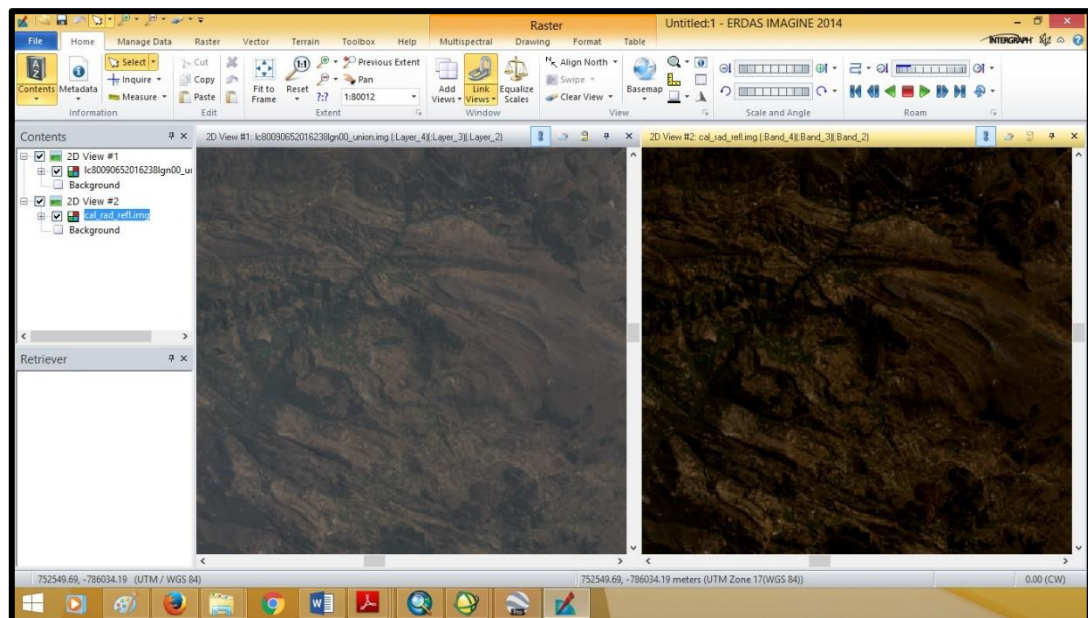 Raster
Untitled:1 - ERDAS IMAGINE 2014
File Home Manage Data Raster Vector Terrain Toolbox Help Multispectral Drawing Format Table INTERGRAPH
Contents Metadata Select Inquire Measure Cut Copy Paste Fit to Frame 1:1 Reset ?:? Previous Extent Pan 1:80012 Add Views Link Views Equalize Scales Align North Swipe Clear View Basemap
Information Edit Extent Window View Scale and Angle Roam
Contents
2D View #1
lc80090652016238lgn00_ui
Background
2D View #2
cal_rad_refl.img
Background
Retriever
2D View #1: lc80090652016238lgn00_union.img (:Layer_4)(:Layer_3)(:Layer_2)
2D View #2: cal_rad_refl.img (:Band_4)(:Band_3)(:Band_2)
752549.69, -786034.19 (UTM / WGS 84)
752549.69, -786034.19 meters (UTM Zone 17(WGS 84))
0.00 (CW)